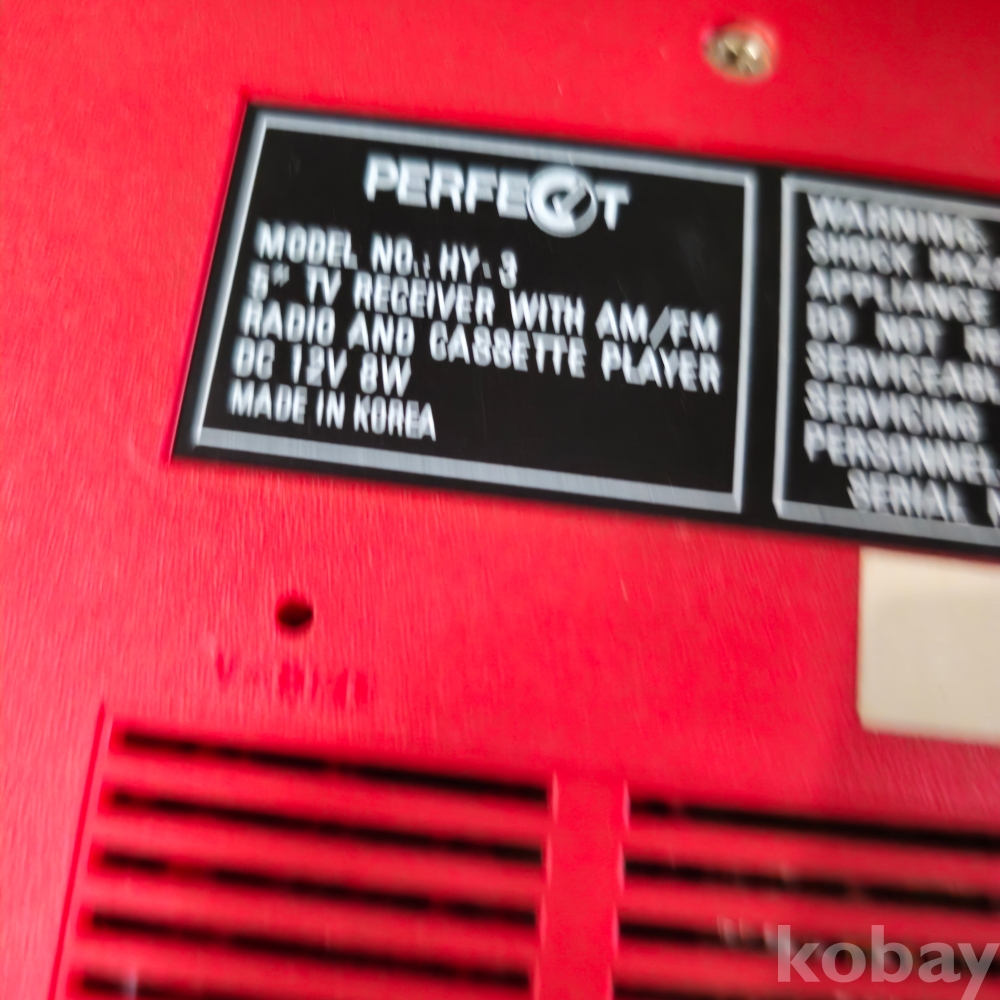 PERFECT
MODEL NO.: HY-3
5" TV RECEIVER WITH AM/FM
RADIO AND CASSETTE PLAYER
DC 12V 8W
MADE IN KOREA
WARNING:
SHOCK
APPLIANCE
DO NOT
SERVICING
PERSONNEL.
SERIAL
kobay